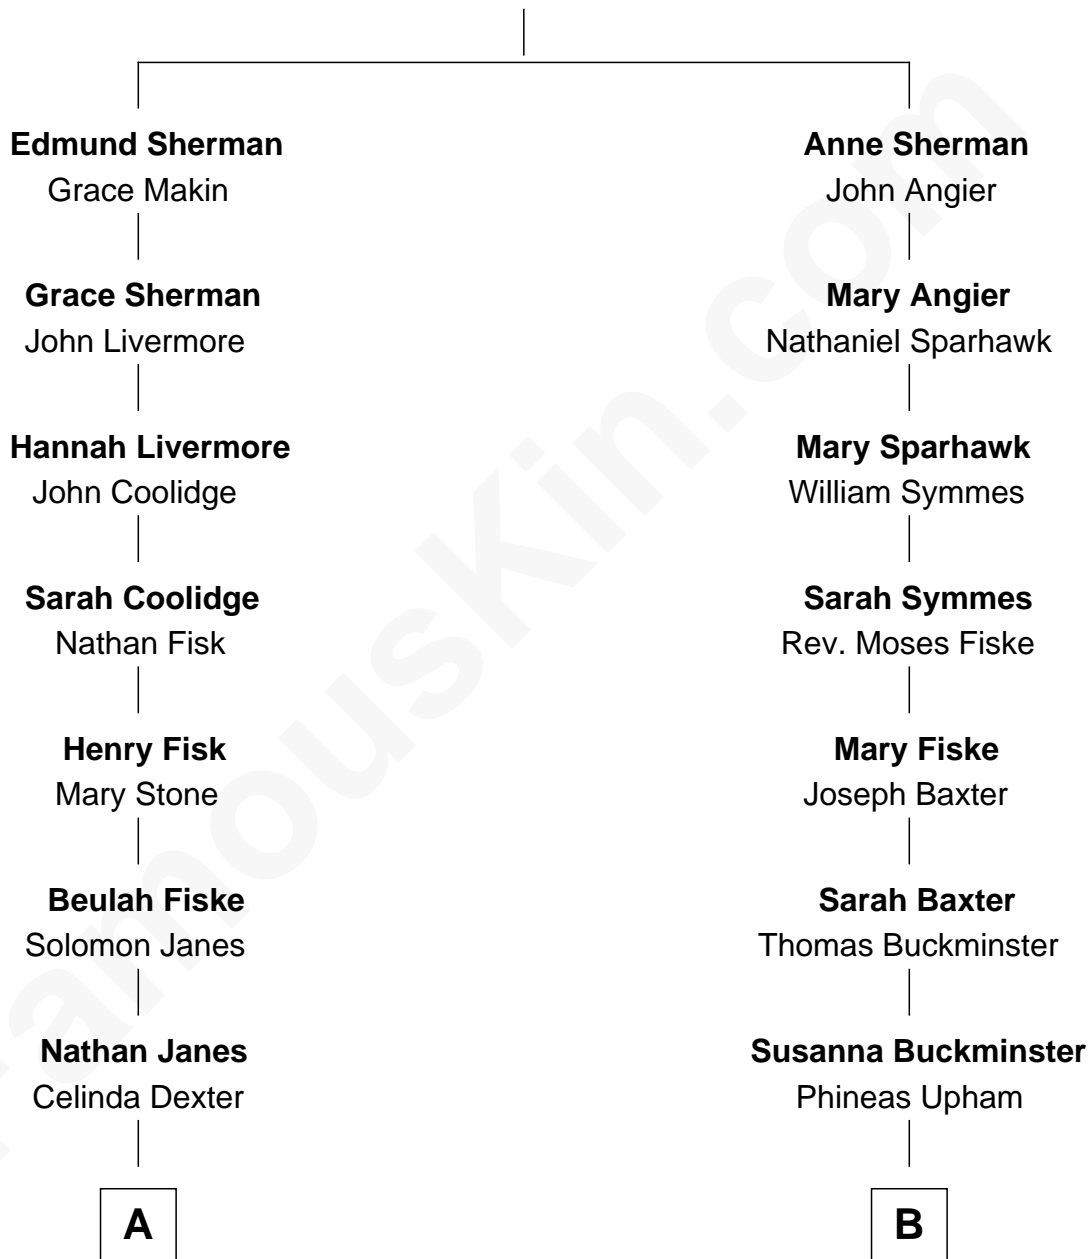 Edmund Sherman
Grace Makin
Grace Sherman
John Livermore
Hannah Livermore
John Coolidge
Sarah Coolidge
Nathan Fisk
Henry Fisk
Mary Stone
Beulah Fiske
Solomon Janes
Nathan Janes
Celinda Dexter
A
Anne Sherman
John Angier
Mary Angier
Nathaniel Sparhawk
Mary Sparhawk
William Symmes
Sarah Symmes
Rev. Moses Fiske
Mary Fiske
Joseph Baxter
Sarah Baxter
Thomas Buckminster
Susanna Buckminster
Phineas Upham
B
FamousKin.com